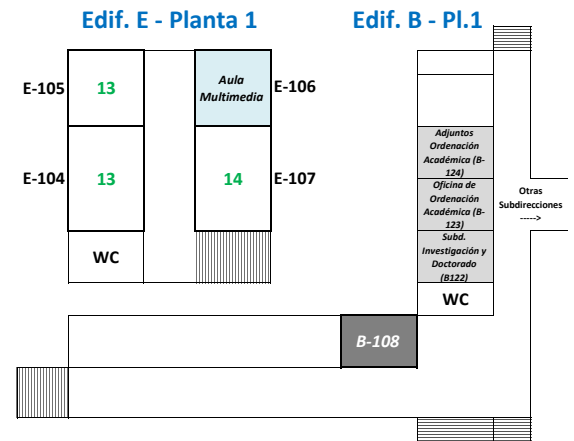 Edif. E - Planta 1
Edif. B - Pl.1
E-105
13
Aula
Multimedia
E-106
E-104
13
14
E-107
WC
Adjuntos
Ordenación
Académica (B-
124)
Oficina de
Ordenación
Académica (B-
123)
Subd.
Investigación y
Doctorado
(B122)
WC
Otras
Subdirecciones
----->
B-108